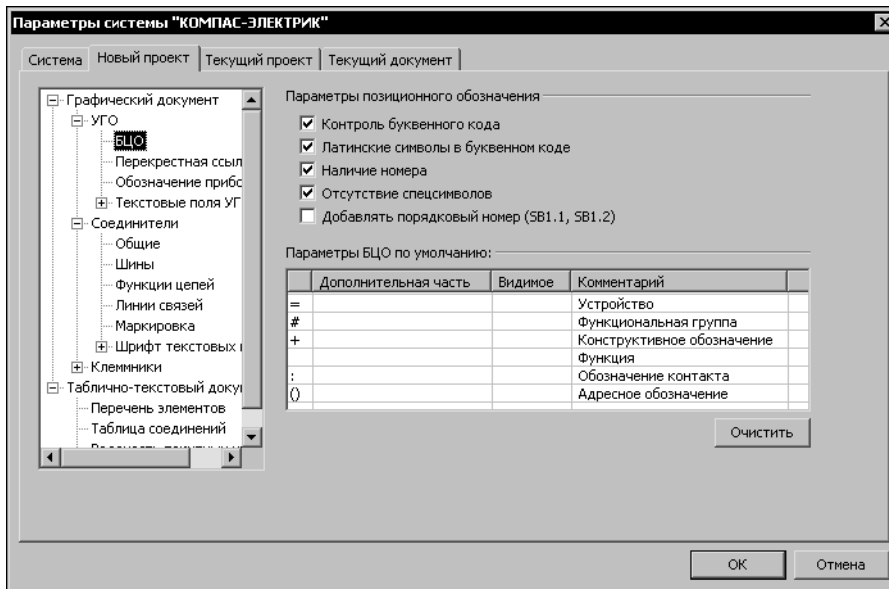 Параметры системы "КОМПАС-ЭЛЕКТРИК"
Система
Новый проект
Текущий проект
Текущий документ
Графический документ
УГО
БЦО
Перекрестная ссыл
Обозначение прибо
Текстовые поля УГ
Соединители
Общие
Шины
Функции цепей
Линии связей
Маркировка
Шрифт текстовых
Клеммники
Таблично-текстовый доку
Перечень элементов
Таблица соединений
Параметры позиционного обозначения
Контроль буквенного кода
Латинские символы в буквенном коде
Наличие номера
Отсутствие спецсимволов
Добавлять порядковый номер (SB1.1, SB1.2)
Параметры БЦО по умолчанию:
Дополнительная часть Видимое Комментарий
= Устройство
# Функциональная группа
+ Конструктивное обозначение
Функция
: Обозначение контакта
() Адресное обозначение
Очистить
OK
Отмена